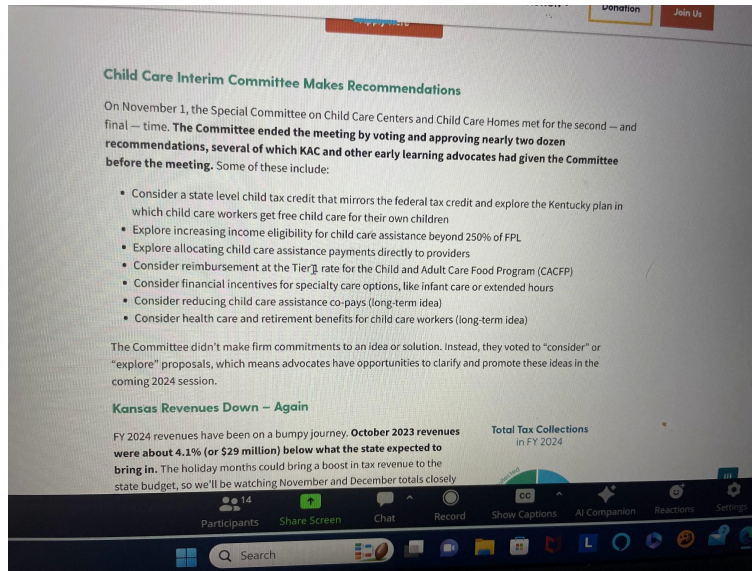 Donation
Join Us
Child Care Interim Committee Makes Recommendations
On November 1, the Special Committee on Child Care Centers and Child Care Homes met for the second — and
final — time. The Committee ended the meeting by voting and approving nearly two dozen
recommendations, several of which KAC and other early learning advocates had given the Committee
before the meeting. Some of these include:
• Consider a state level child tax credit that mirrors the federal tax credit and explore the Kentucky plan in
which child care workers get free child care for their own children
• Explore increasing income eligibility for child care assistance beyond 250% of FPL
• Explore allocating child care assistance payments directly to providers
• Consider reimbursement at the Tier 1 rate for the Child and Adult Care Food Program (CACFP)
• Consider financial incentives for specialty care options, like infant care or extended hours
• Consider reducing child care assistance co-pays (long-term idea)
• Consider health care and retirement benefits for child care workers (long-term idea)
The Committee didn't make firm commitments to an idea or solution. Instead, they voted to "consider" or
"explore" proposals, which means advocates have opportunities to clarify and promote these ideas in the
coming 2024 session.
Kansas Revenues Down – Again
FY 2024 revenues have been on a bumpy journey. October 2023 revenues
were about 4.1% (or $29 million) below what the state expected to
bring in. The holiday months could bring a boost in tax revenue to the
state budget, so we'll be watching November and December totals closely
Total Tax Collections
in FY 2024
14
Participants
Share Screen
Chat
Record
CC
Show Captions
AI Companion
Reactions
Settings
Search
L